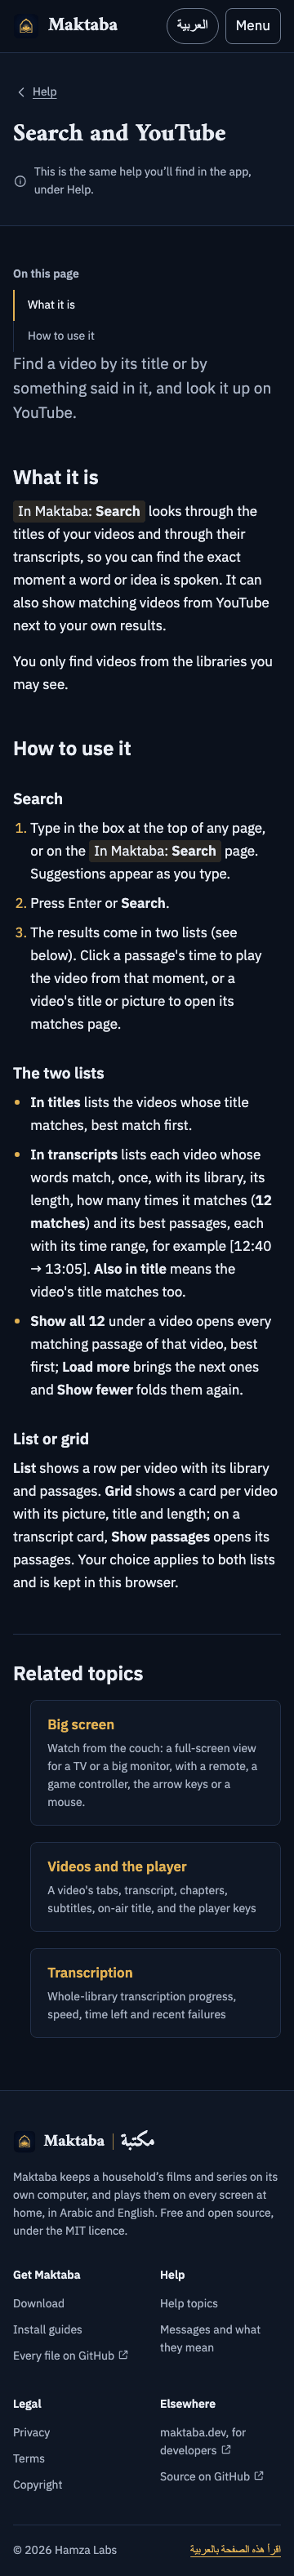 Maktaba
العربية
Menu
Help
Search and YouTube
This is the same help you’ll find in the app,
under Help.
On this page
What it is
How to use it
Find a video by its title or by
something said in it, and look it up on
YouTube.
What it is
In Maktaba: Search looks through the
titles of your videos and through their
transcripts, so you can find the exact
moment a word or idea is spoken. It can
also show matching videos from YouTube
next to your own results.
You only find videos from the libraries you
may see.
How to use it
Search
1. Type in the box at the top of any page,
or on the In Maktaba: Search page.
Suggestions appear as you type.
2. Press Enter or Search.
3. The results come in two lists (see
below). Click a passage's time to play
the video from that moment, or a
video's title or picture to open its
matches page.
The two lists
• In titles lists the videos whose title
matches, best match first.
• In transcripts lists each video whose
words match, once, with its library, its
length, how many times it matches (12
matches) and its best passages, each
with its time range, for example [12:40
→ 13:05]. Also in title means the
video's title matches too.
• Show all 12 under a video opens every
matching passage of that video, best
first; Load more brings the next ones
and Show fewer folds them again.
List or grid
List shows a row per video with its library
and passages. Grid shows a card per video
with its picture, title and length; on a
transcript card, Show passages opens its
passages. Your choice applies to both lists
and is kept in this browser.
Related topics
Big screen
Watch from the couch: a full-screen view
for a TV or a big monitor, with a remote, a
game controller, the arrow keys or a
mouse.
Videos and the player
A video's tabs, transcript, chapters,
subtitles, on-air title, and the player keys
Transcription
Whole-library transcription progress,
speed, time left and recent failures
Maktaba | مكتبة
Maktaba keeps a household’s films and series on its
own computer, and plays them on every screen at
home, in Arabic and English. Free and open source,
under the MIT licence.
Get Maktaba
Download
Install guides
Every file on GitHub
Help
Help topics
Messages and what
they mean
Legal
Privacy
Terms
Copyright
Elsewhere
maktaba.dev, for
developers
Source on GitHub
© 2026 Hamza Labs
اقرأ هذه الصفحة بالعربية